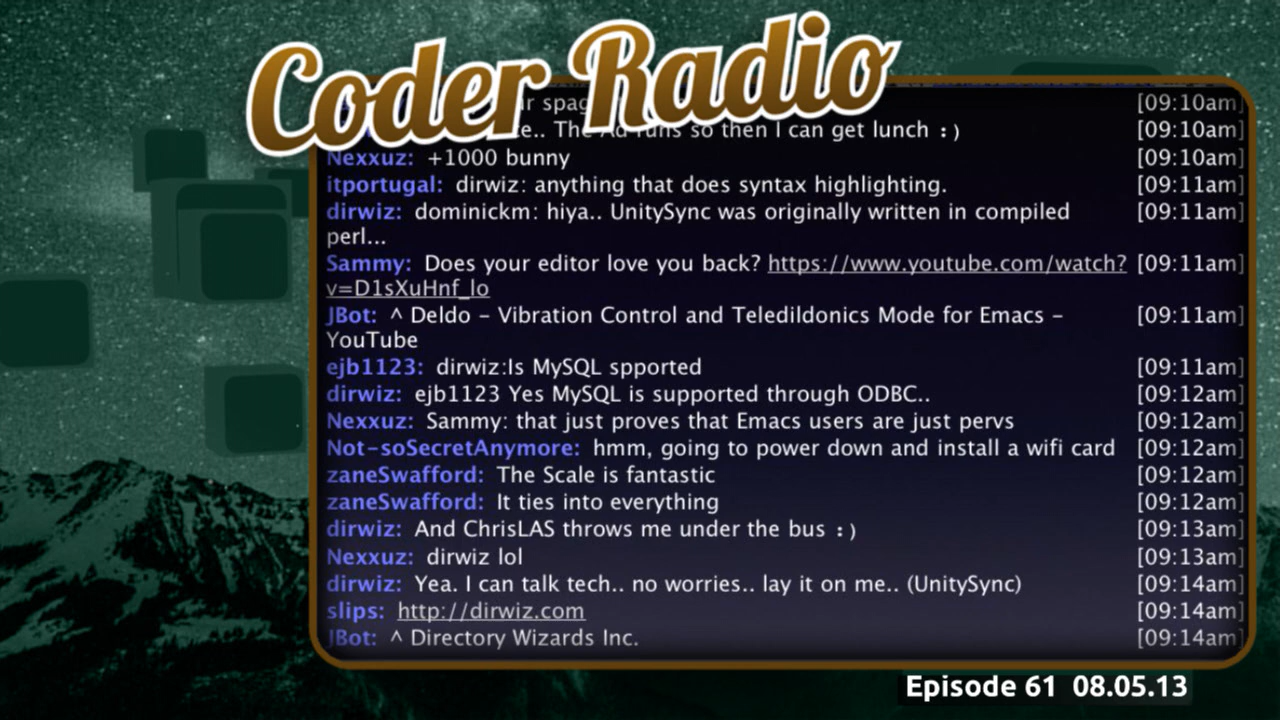 Coder Radio
spag [09:10am]
The Ad runs so then I can get lunch :) [09:10am]
Nexxuz: +1000 bunny [09:10am]
itportugal: dirwiz: anything that does syntax highlighting. [09:11am]
dirwiz: dominickm: hiya.. UnitySync was originally written in compiled [09:11am]
perl...
Sammy: Does your editor love you back? https://www.youtube.com/watch? [09:11am]
v=D1sXuHnf_lo
JBot: ^ Deldo - Vibration Control and Teledildonics Mode for Emacs - [09:11am]
YouTube
ejb1123: dirwiz:Is MySQL spported [09:11am]
dirwiz: ejb1123 Yes MySQL is supported through ODBC.. [09:12am]
Nexxuz: Sammy: that just proves that Emacs users are just pervs [09:12am]
Not-soSecretAnymore: hmm, going to power down and install a wifi card [09:12am]
zaneSwafford: The Scale is fantastic [09:12am]
zaneSwafford: It ties into everything [09:12am]
dirwiz: And ChrisLAS throws me under the bus :) [09:13am]
Nexxuz: dirwiz lol [09:13am]
dirwiz: Yea. I can talk tech.. no worries.. lay it on me.. (UnitySync) [09:14am]
slips: http://dirwiz.com [09:14am]
JBot: ^ Directory Wizards Inc. [09:14am]
Episode 61 08.05.13